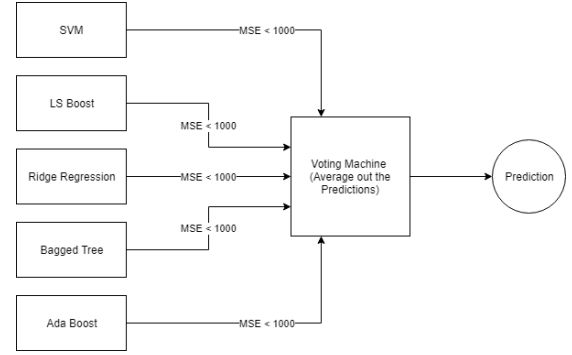 SVM
MSE < 1000
LS Boost
MSE < 1000
Ridge Regression
MSE < 1000
Voting Machine
(Average out the
Predictions)
Prediction
Bagged Tree
MSE < 1000
Ada Boost
MSE < 1000